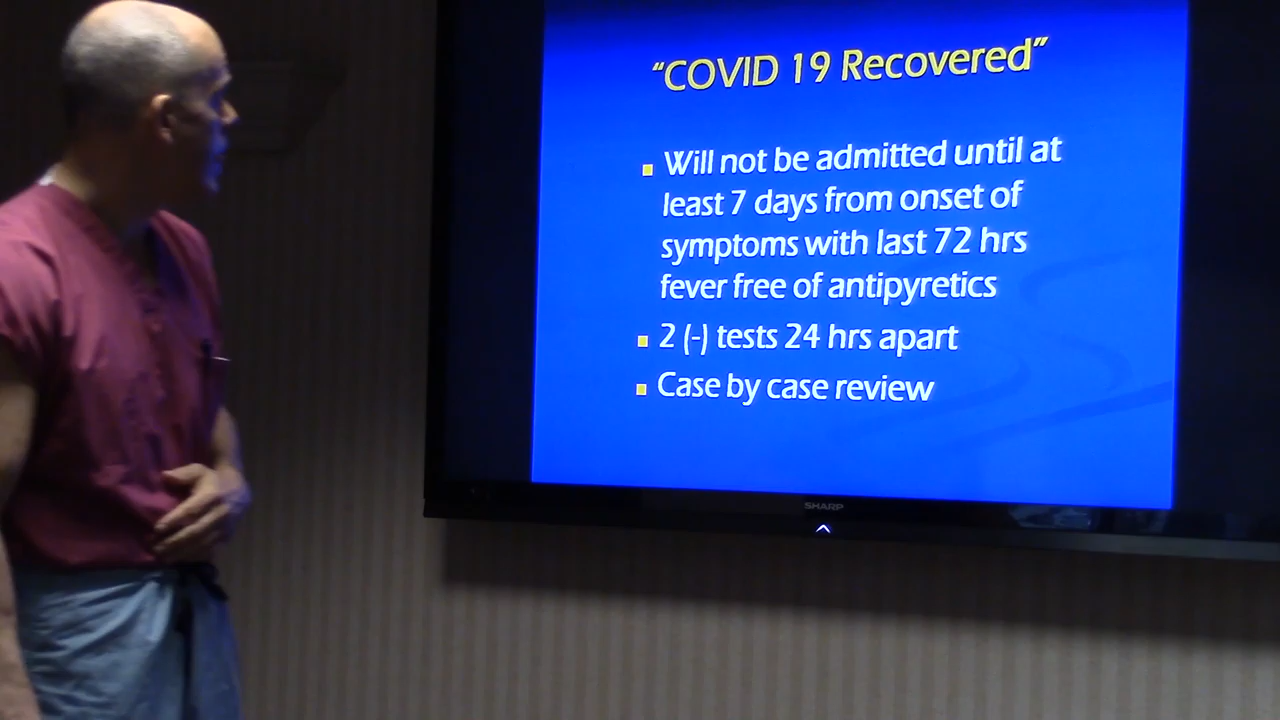 “COVID 19 Recovered”
Will not be admitted until at
least 7 days from onset of
symptoms with last 72 hrs
fever free of antipyretics
2 (-) tests 24 hrs apart
Case by case review
SHARP